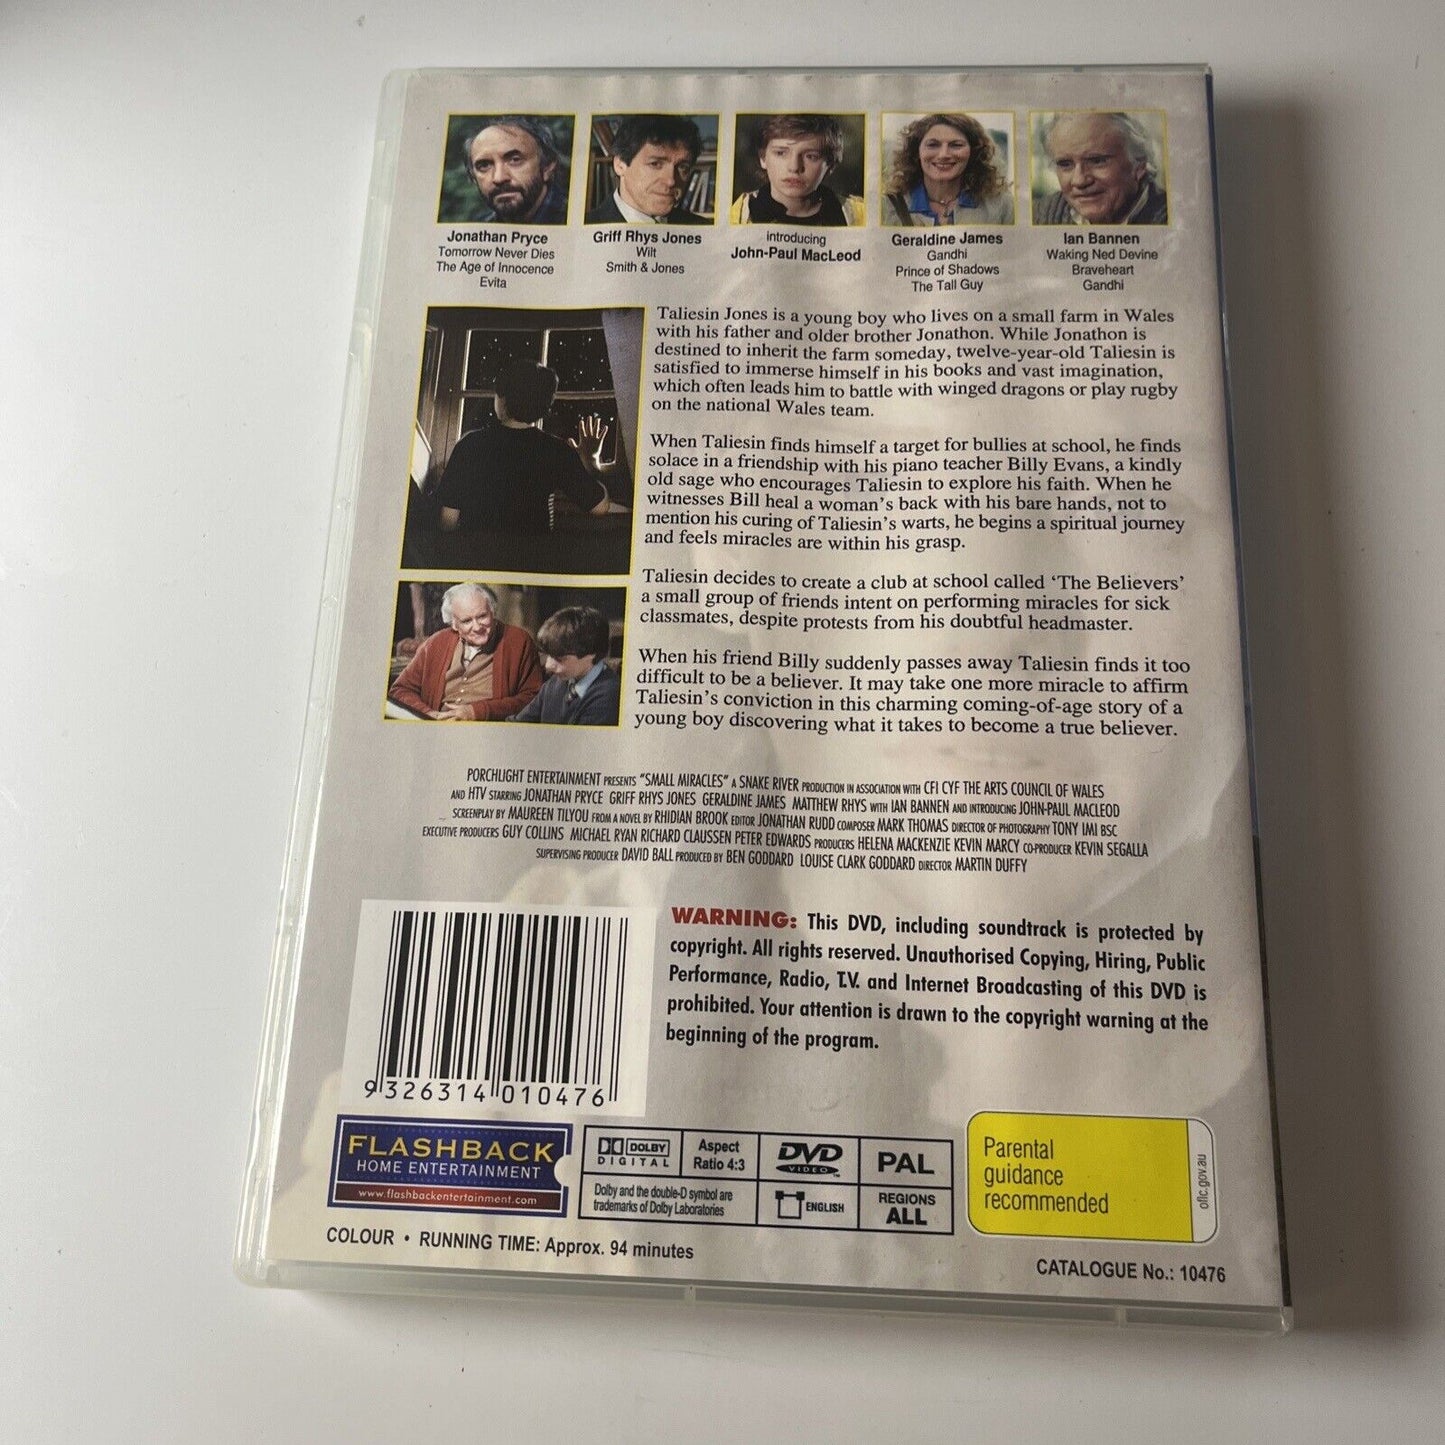 Jonathan Pryce
Tomorrow Never Dies
The Age of Innocence
Evita
Griff Rhys Jones
Wilt
Smith & Jones
introducing
John-Paul MacLeod
Geraldine James
Gandhi
Prince of Shadows
The Tall Guy
Ian Bannen
Waking Ned Devine
Braveheart
Gandhi
Taliesin Jones is a young boy who lives on a small farm in Wales
with his father and older brother Jonathon. While Jonathon is
destined to inherit the farm someday, twelve-year-old Taliesin is
satisfied to immerse himself in his books and vast imagination,
which often leads him to battle with winged dragons or play rugby
on the national Wales team.
When Taliesin finds himself a target for bullies at school, he finds
solace in a friendship with his piano teacher Billy Evans, a kindly
old sage who encourages Taliesin to explore his faith. When he
witnesses Bill heal a woman's back with his bare hands, not to
mention his curing of Taliesin's warts, he begins a spiritual journey
and feels miracles are within his grasp.
Taliesin decides to create a club at school called 'The Believers'
a small group of friends intent on performing miracles for sick
classmates, despite protests from his doubtful headmaster.
When his friend Billy suddenly passes away Taliesin finds it too
difficult to be a believer. It may take one more miracle to affirm
Taliesin's conviction in this charming coming-of-age story of a
young boy discovering what it takes to become a true believer.
PORCHLIGHT ENTERTAINMENT PRESENTS "SMALL MIRACLES" A SNAKE RIVER PRODUCTION IN ASSOCIATION WITH CFI CYF THE ARTS COUNCIL OF WALES
AND HTV STARRING JONATHAN PRYCE GRIFF RHYS JONES GERALDINE JAMES MATTHEW RHYS WITH IAN BANNEN AND INTRODUCING JOHN-PAUL MACLEOD
SCREENPLAY BY MAUREEN TILYOU FROM A NOVEL BY RHIDIAN BROOK EDITOR JONATHAN RUDD COMPOSER MARK THOMAS DIRECTOR OF PHOTOGRAPHY TONY IMI BSC
EXECUTIVE PRODUCERS GUY COLLINS MICHAEL RYAN RICHARD CLAUSSEN PETER EDWARDS PRODUCERS HELENA MACKENZIE KEVIN MARCY CO-PRODUCER KEVIN SEGALLA
SUPERVISING PRODUCER DAVID BALL PRODUCED BY BEN GODDARD LOUISE CLARK GODDARD DIRECTOR MARTIN DUFFY
WARNING: This DVD, including soundtrack is protected by
copyright. All rights reserved. Unauthorised Copying, Hiring, Public
Performance, Radio, T.V. and Internet Broadcasting of this DVD is
prohibited. Your attention is drawn to the copyright warning at the
beginning of the program.
9 326314 010476
FLASHBACK
HOME ENTERTAINMENT
www.flashbackentertainment.com
DOLBY
DIGITAL
Aspect
Ratio 4:3
DVD
VIDEO
PAL
Dolby and the double-D symbol are
trademarks of Dolby Laboratories
ENGLISH
REGIONS
ALL
Parental
guidance
recommended
oflc.gov.au
COLOUR • RUNNING TIME: Approx. 94 minutes
CATALOGUE No.: 10476